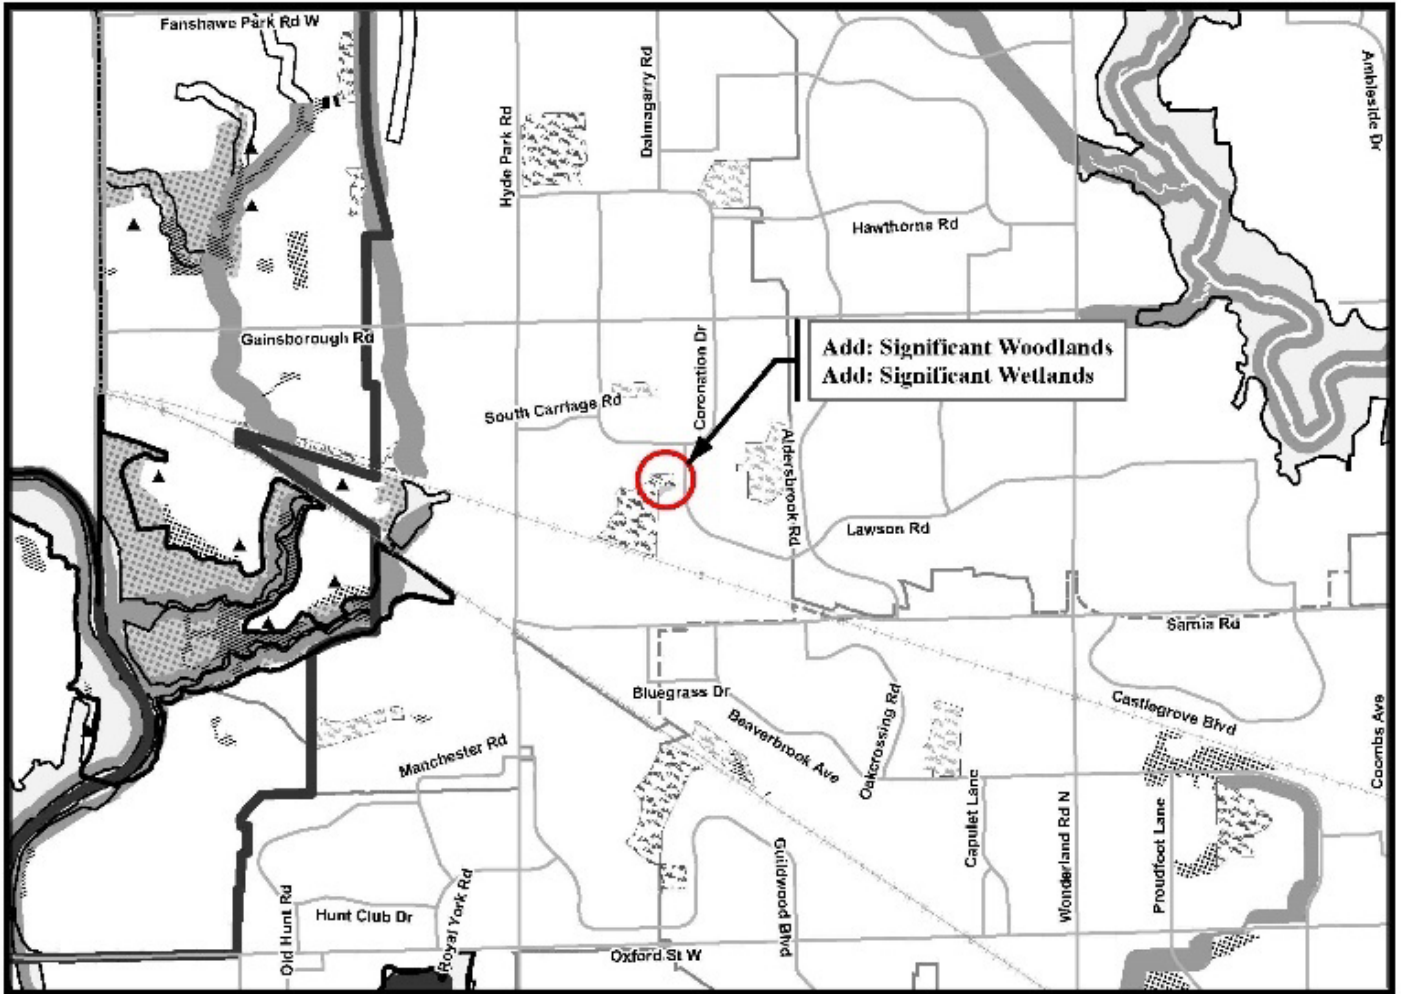 Fanshawe Park Rd W
Hyde Park Rd
Dalmagarry Rd
Ambleside Dr
Hawthorne Rd
Gainsborough Rd
Coronation Dr
Add: Significant Woodlands
Add: Significant Wetlands
South Carriage Rd
Aldersbrook Rd
Lawson Rd
Sarnia Rd
Bluegrass Dr
Beaverbrook Ave
Oakcrossing Rd
Castlegrove Blvd
Coombs Ave
Manchester Rd
Capulet Lane
Wonderland Rd N
Proudfoot Lane
Guildwood Blvd
Old Hunt Rd
Hunt Club Dr
Royal York Rd
Oxford St W